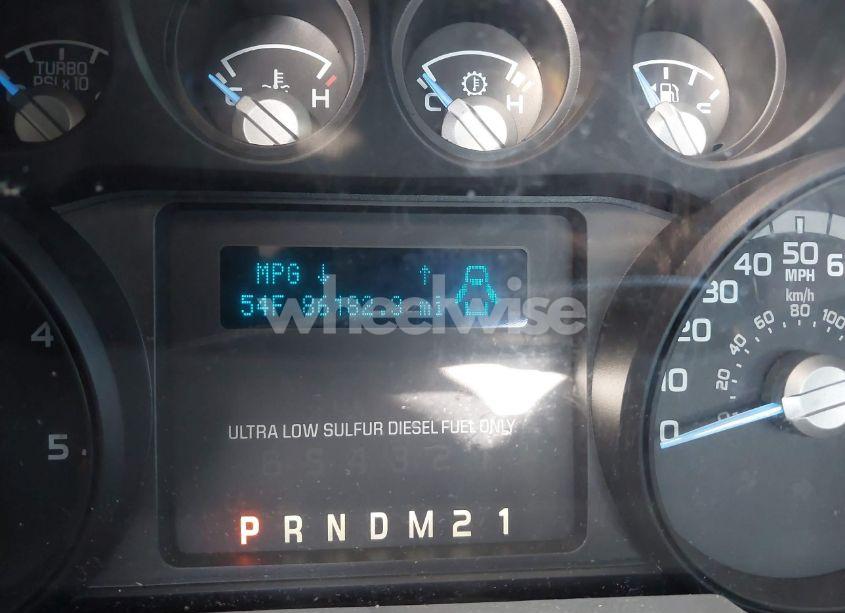 TURBO
PSI x 10
C H
C H
MPG ↓ ↑
54F mi
wheelwise
ULTRA LOW SULFUR DIESEL FUEL ONLY
P R N D M 2 1
4
5
0 10 20 30 40 50 60
MPH
km/h
20 40 60 80 100